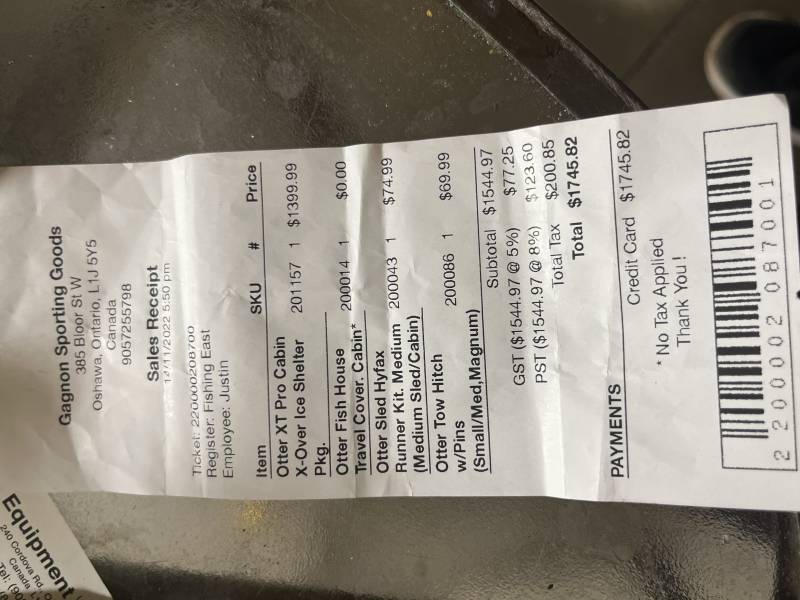 Gagnon Sporting Goods
385 Bloor St W
Oshawa, Ontario, L1J 5Y5
Canada
9057255798
Sales Receipt
14/11/2022 5:50 pm
Ticket: 220000208700
Register: Fishing East
Employee: Justin
Item SKU # Price
Otter XT Pro Cabin
X-Over Ice Shelter 201157 1 $1399.99
Pkg.
Otter Fish House 200014 1 $0.00
Travel Cover. Cabin*
Otter Sled Hyfax
Runner Kit. Medium 200043 1 $74.99
(Medium Sled/Cabin)
Otter Tow Hitch
w/Pins 200086 1 $69.99
(Small/Med,Magnum)
Subtotal $1544.97
GST ($1544.97 @ 5%) $77.25
PST ($1544.97 @ 8%) $123.60
Total Tax $200.85
Total $1745.82
PAYMENTS
Credit Card $1745.82
* No Tax Applied
Thank You!
2 200002 087001
Equipment
240 Cordova Rd
Canada
Tel: (90